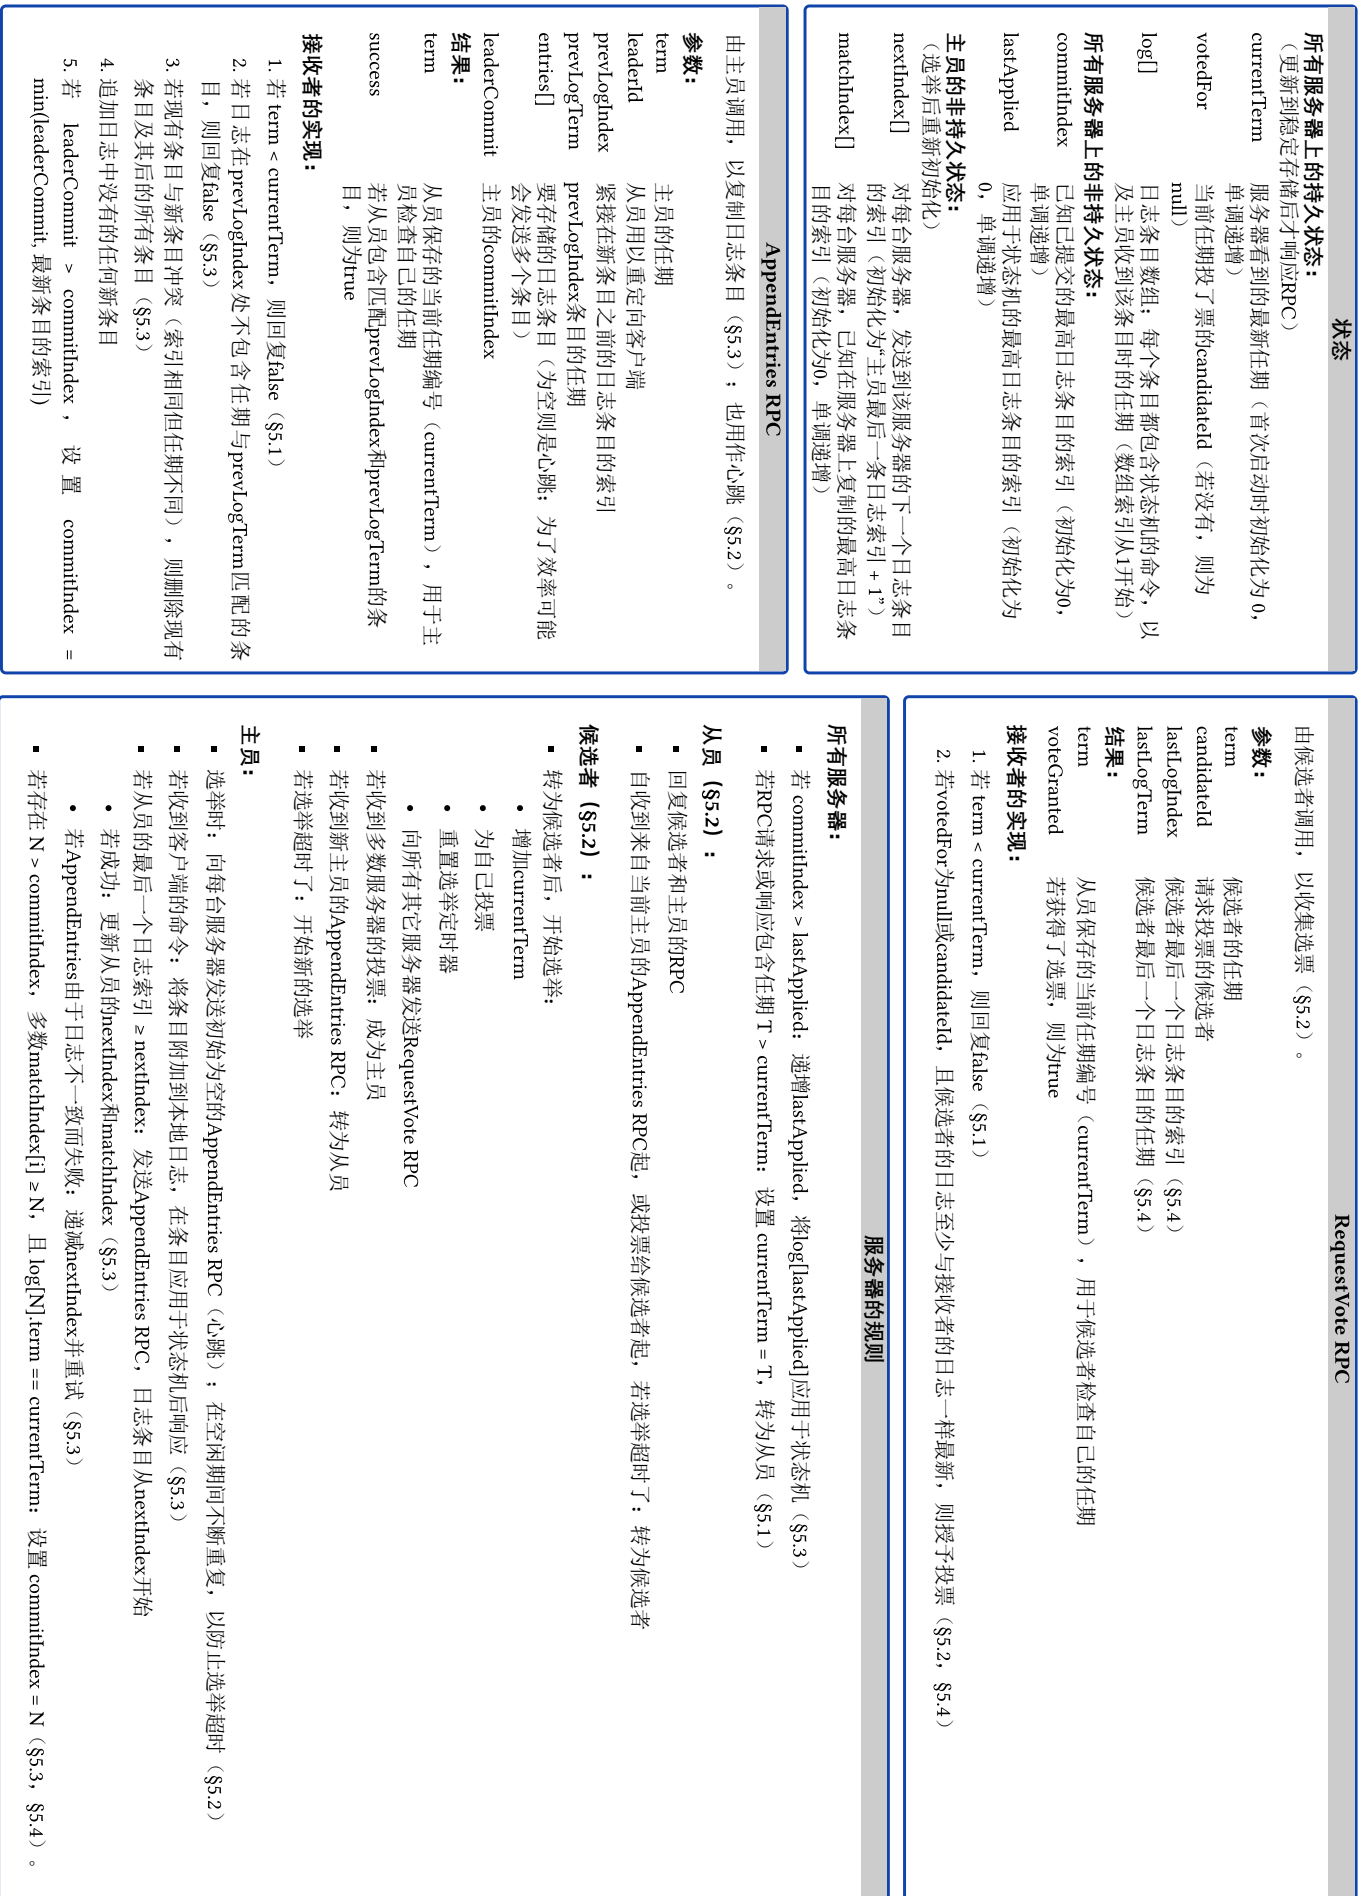 状态
所有服务器上的持久状态：
（更新到稳定存储后才响应RPC）
currentTerm 服务器看到的最新任期（首次启动时初始化为 0，
单调递增）
votedFor 当前任期投了票的candidateId（若没有，则为
null）
log[] 日志条目数组；每个条目都包含状态机的命令，以
及主员收到该条目时的任期（数组索引从1开始）
所有服务器上的非持久状态：
commitIndex 已知已提交的最高日志条目的索引（初始化为0，
单调递增）
lastApplied 应用于状态机的最高日志条目的索引（初始化为
0，单调递增）
主员的非持久状态：
（选举后重新初始化）
nextIndex[] 对每台服务器，发送到该服务器的下一个日志条目
的索引（初始化为“主员最后一条日志索引 + 1”）
matchIndex[] 对每台服务器，已知在服务器上复制的最高日志条
目的索引（初始化为0，单调递增）
AppendEntries RPC
由主员调用，以复制日志条目（§5.3）；也用作心跳（§5.2）。
参数：
term 主员的任期
leaderId 从员用以重定向客户端
prevLogIndex 紧接在新条目之前的日志条目的索引
prevLogTerm prevLogIndex条目的任期
entries[] 要存储的日志条目（为空则是心跳；为了效率可能
会发送多个条目）
leaderCommit 主员的commitIndex
结果：
term 从员保存的当前任期编号（currentTerm），用于主
员检查自己的任期
success 若从员包含匹配prevLogIndex和prevLogTerm的条
目，则为true
接收者的实现：
1. 若 term < currentTerm，则回复false（§5.1）
2. 若日志在prevLogIndex处不包含任期与prevLogTerm匹配的条
目，则回复false（§5.3）
3. 若现有条目与新条目冲突（索引相同但任期不同），则删除现有
条目及其后的所有条目（§5.3）
4. 追加日志中没有的任何新条目
5. 若 leaderCommit > commitIndex ， 设 置 commitIndex =
min(leaderCommit, 最新条目的索引)
RequestVote RPC
由候选者调用，以收集选票（§5.2）。
参数：
term 候选者的任期
candidateId 请求投票的候选者
lastLogIndex 候选者最后一个日志条目的索引（§5.4）
lastLogTerm 候选者最后一个日志条目的任期（§5.4）
结果：
term 从员保存的当前任期编号（currentTerm），用于候选者检查自己的任期
voteGranted 若获得了选票，则为true
接收者的实现：
1. 若 term < currentTerm，则回复false（§5.1）
2. 若votedFor为null或candidateId，且候选者的日志至少与接收者的日志一样最新，则授予投票（§5.2，§5.4）
服务器的规则
所有服务器：
▪ 若 commitIndex > lastApplied：递增lastApplied，将log[lastApplied]应用于状态机（§5.3）
▪ 若RPC请求或响应包含任期 T > currentTerm：设置 currentTerm = T，转为从员（§5.1）
从员（§5.2）：
▪ 回复候选者和主员的RPC
▪ 自收到来自当前主员的AppendEntries RPC起，或投票给候选者起，若选举超时了：转为候选者
候选者（§5.2）：
▪ 转为候选者后，开始选举：
• 增加currentTerm
• 为自己投票
• 重置选举定时器
• 向所有其它服务器发送RequestVote RPC
▪ 若收到多数服务器的投票：成为主员
▪ 若收到新主员的AppendEntries RPC：转为从员
▪ 若选举超时了：开始新的选举
主员：
▪ 选举时：向每台服务器发送初始为空的AppendEntries RPC（心跳）；在空闲期间不断重复，以防止选举超时（§5.2）
▪ 若收到客户端的命令：将条目附加到本地日志，在条目应用于状态机后响应（§5.3）
▪ 若从员的最后一个日志索引 ≥ nextIndex：发送AppendEntries RPC，日志条目从nextIndex开始
• 若成功：更新从员的nextIndex和matchIndex（§5.3）
• 若AppendEntries由于日志不一致而失败：递减nextIndex并重试（§5.3）
▪ 若存在 N > commitIndex，多数matchIndex[i] ≥ N，且 log[N].term == currentTerm：设置 commitIndex = N（§5.3，§5.4）。